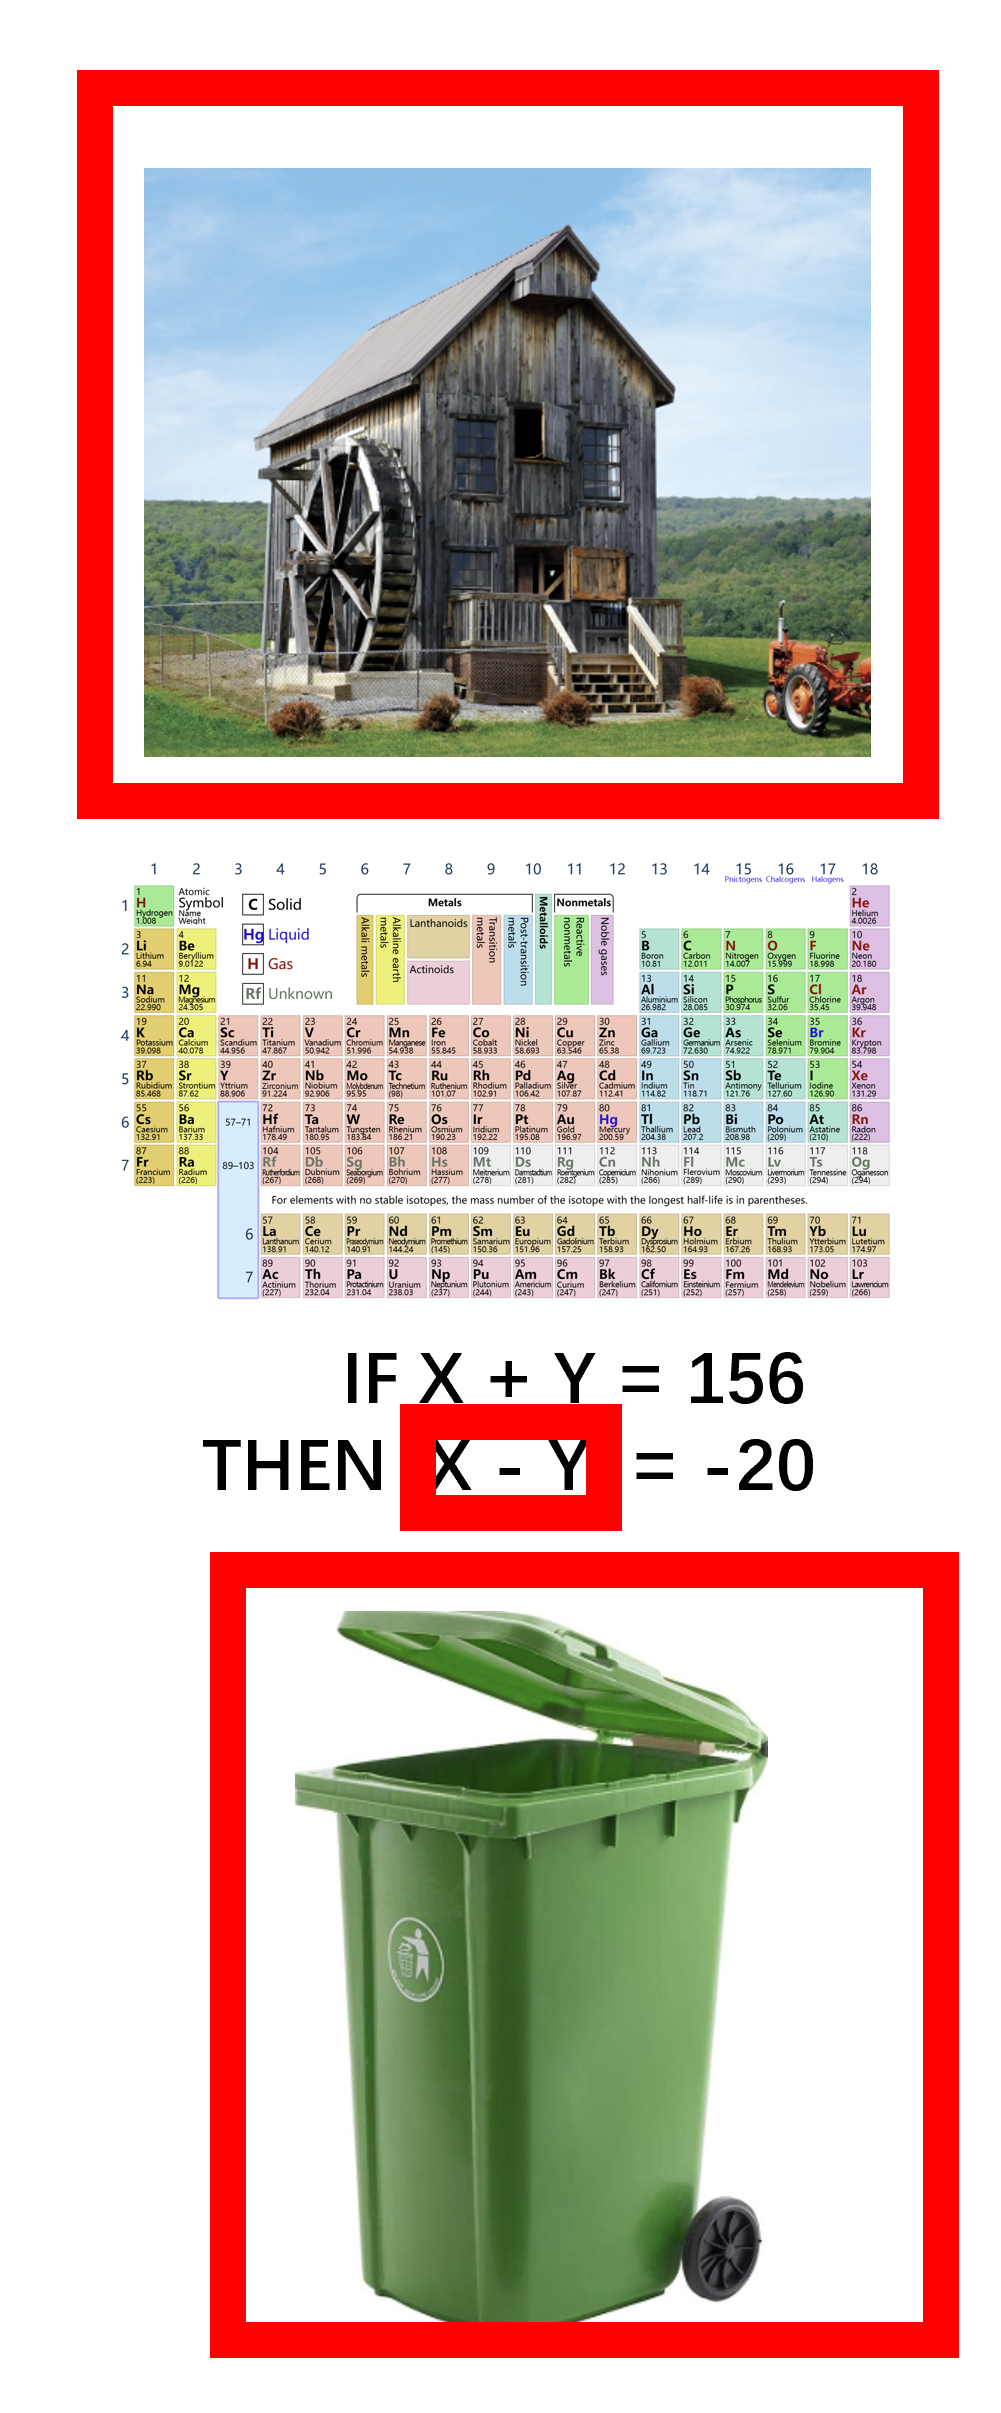 1 2 3 4 5 6 7 8 9 10 11 12 13 14 15 16 17 18
Pnictogens Chalcogens Halogens
1 H Hydrogen 1.008
Atomic Symbol Name Weight
C Solid
Hg Liquid
H Gas
Rf Unknown
Metals
Metalloids
Nonmetals
Alkali metals
Alkaline earth metals
Lanthanoids
Actinoids
Transition metals
Post-transition metals
Reactive nonmetals
Noble gases
2 He Helium 4.0026
1
2
3 Li Lithium 6.94
4 Be Beryllium 9.0122
5 B Boron 10.81
6 C Carbon 12.011
7 N Nitrogen 14.007
8 O Oxygen 15.999
9 F Fluorine 18.998
10 Ne Neon 20.180
3
11 Na Sodium 22.990
12 Mg Magnesium 24.305
13 Al Aluminium 26.982
14 Si Silicon 28.085
15 P Phosphorus 30.974
16 S Sulfur 32.06
17 Cl Chlorine 35.45
18 Ar Argon 39.948
4
19 K Potassium 39.098
20 Ca Calcium 40.078
21 Sc Scandium 44.956
22 Ti Titanium 47.867
23 V Vanadium 50.942
24 Cr Chromium 51.996
25 Mn Manganese 54.938
26 Fe Iron 55.845
27 Co Cobalt 58.933
28 Ni Nickel 58.693
29 Cu Copper 63.546
30 Zn Zinc 65.38
31 Ga Gallium 69.723
32 Ge Germanium 72.630
33 As Arsenic 74.922
34 Se Selenium 78.971
35 Br Bromine 79.904
36 Kr Krypton 83.798
5
37 Rb Rubidium 85.468
38 Sr Strontium 87.62
39 Y Yttrium 88.906
40 Zr Zirconium 91.224
41 Nb Niobium 92.906
42 Mo Molybdenum 95.95
43 Tc Technetium (98)
44 Ru Ruthenium 101.07
45 Rh Rhodium 102.91
46 Pd Palladium 106.42
47 Ag Silver 107.87
48 Cd Cadmium 112.41
49 In Indium 114.82
50 Sn Tin 118.71
51 Sb Antimony 121.76
52 Te Tellurium 127.60
53 I Iodine 126.90
54 Xe Xenon 131.29
6
55 Cs Caesium 132.91
56 Ba Barium 137.33
57–71
72 Hf Hafnium 178.49
73 Ta Tantalum 180.95
74 W Tungsten 183.84
75 Re Rhenium 186.21
76 Os Osmium 190.23
77 Ir Iridium 192.22
78 Pt Platinum 195.08
79 Au Gold 196.97
80 Hg Mercury 200.59
81 Tl Thallium 204.38
82 Pb Lead 207.2
83 Bi Bismuth 208.98
84 Po Polonium (209)
85 At Astatine (210)
86 Rn Radon (222)
7
87 Fr Francium (223)
88 Ra Radium (226)
89–103
104 Rf Rutherfordium (267)
105 Db Dubnium (268)
106 Sg Seaborgium (269)
107 Bh Bohrium (270)
108 Hs Hassium (277)
109 Mt Meitnerium (278)
110 Ds Darmstadtium (281)
111 Rg Roentgenium (282)
112 Cn Copernicium (285)
113 Nh Nihonium (286)
114 Fl Flerovium (289)
115 Mc Moscovium (290)
116 Lv Livermorium (293)
117 Ts Tennessine (294)
118 Og Oganesson (294)
For elements with no stable isotopes, the mass number of the isotope with the longest half-life is in parentheses.
6
57 La Lanthanum 138.91
58 Ce Cerium 140.12
59 Pr Praseodymium 140.91
60 Nd Neodymium 144.24
61 Pm Promethium (145)
62 Sm Samarium 150.36
63 Eu Europium 151.96
64 Gd Gadolinium 157.25
65 Tb Terbium 158.93
66 Dy Dysprosium 162.50
67 Ho Holmium 164.93
68 Er Erbium 167.26
69 Tm Thulium 168.93
70 Yb Ytterbium 173.05
71 Lu Lutetium 174.97
7
89 Ac Actinium (227)
90 Th Thorium 232.04
91 Pa Protactinium 231.04
92 U Uranium 238.03
93 Np Neptunium (237)
94 Pu Plutonium (244)
95 Am Americium (243)
96 Cm Curium (247)
97 Bk Berkelium (247)
98 Cf Californium (251)
99 Es Einsteinium (252)
100 Fm Fermium (257)
101 Md Mendelevium (258)
102 No Nobelium (259)
103 Lr Lawrencium (266)
IF X + Y = 156
THEN X - Y = -20